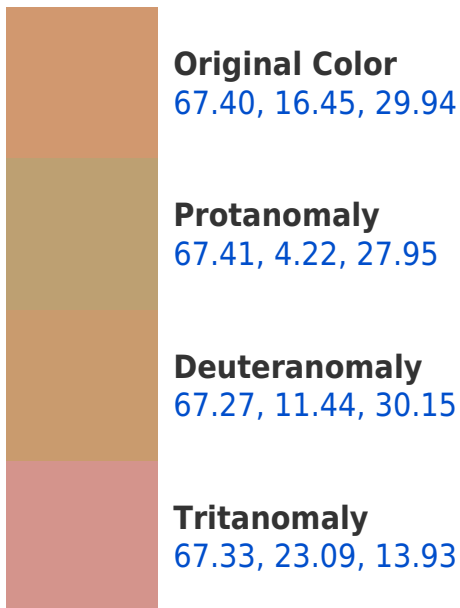 Original Color
67.40, 16.45, 29.94
Protanomaly
67.41, 4.22, 27.95
Deuteranomaly
67.27, 11.44, 30.15
Tritanomaly
67.33, 23.09, 13.93